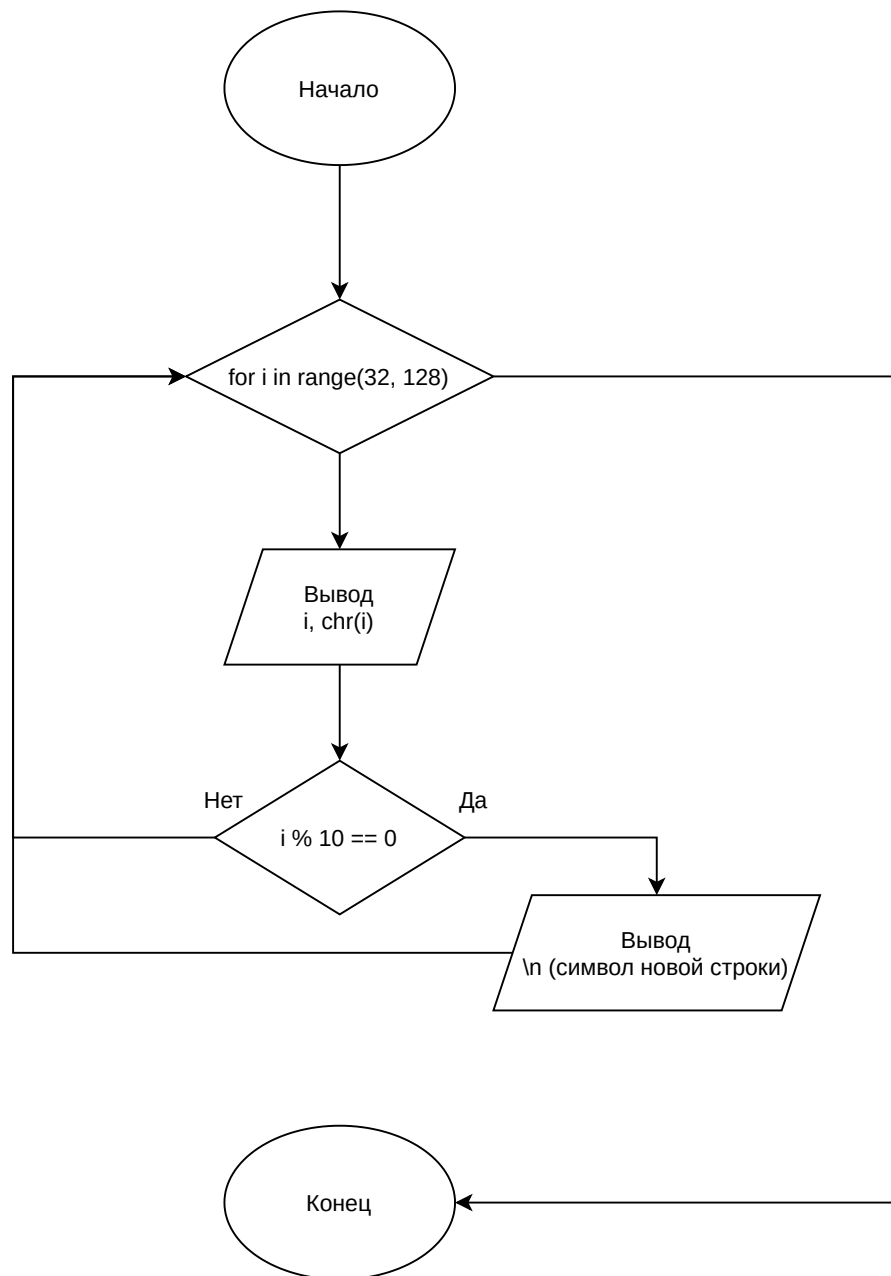 Начало
for i in range(32, 128)
Вывод
i, chr(i)
Нет
Да
i % 10 == 0
Вывод
\n (символ новой строки)
Конец